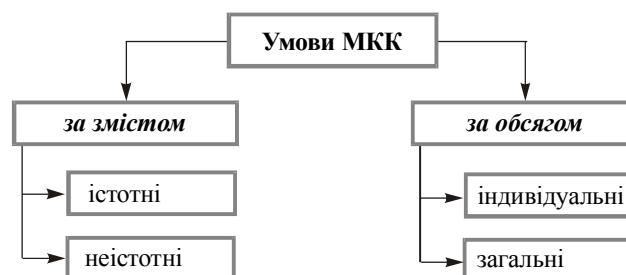 Умови МКК
за змістом
істотні
неістотні
за обсягом
індивідуальні
загальні